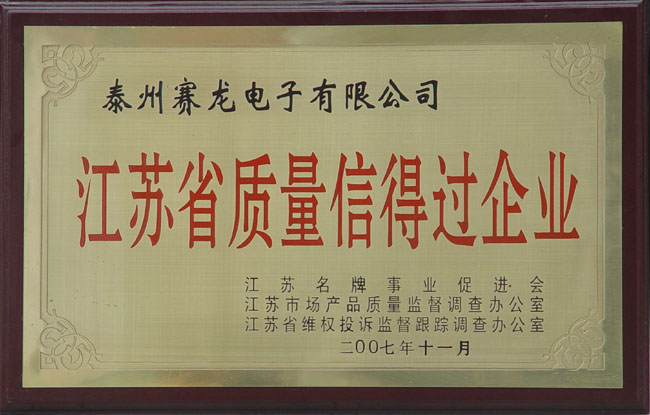 泰州赛龙电子有限公司
江苏省质量信得过企业
江苏名牌事业促进会
江苏市场产品质量监督调查办公室
江苏省维权投诉监督跟踪调查办公室
二00七年十一月